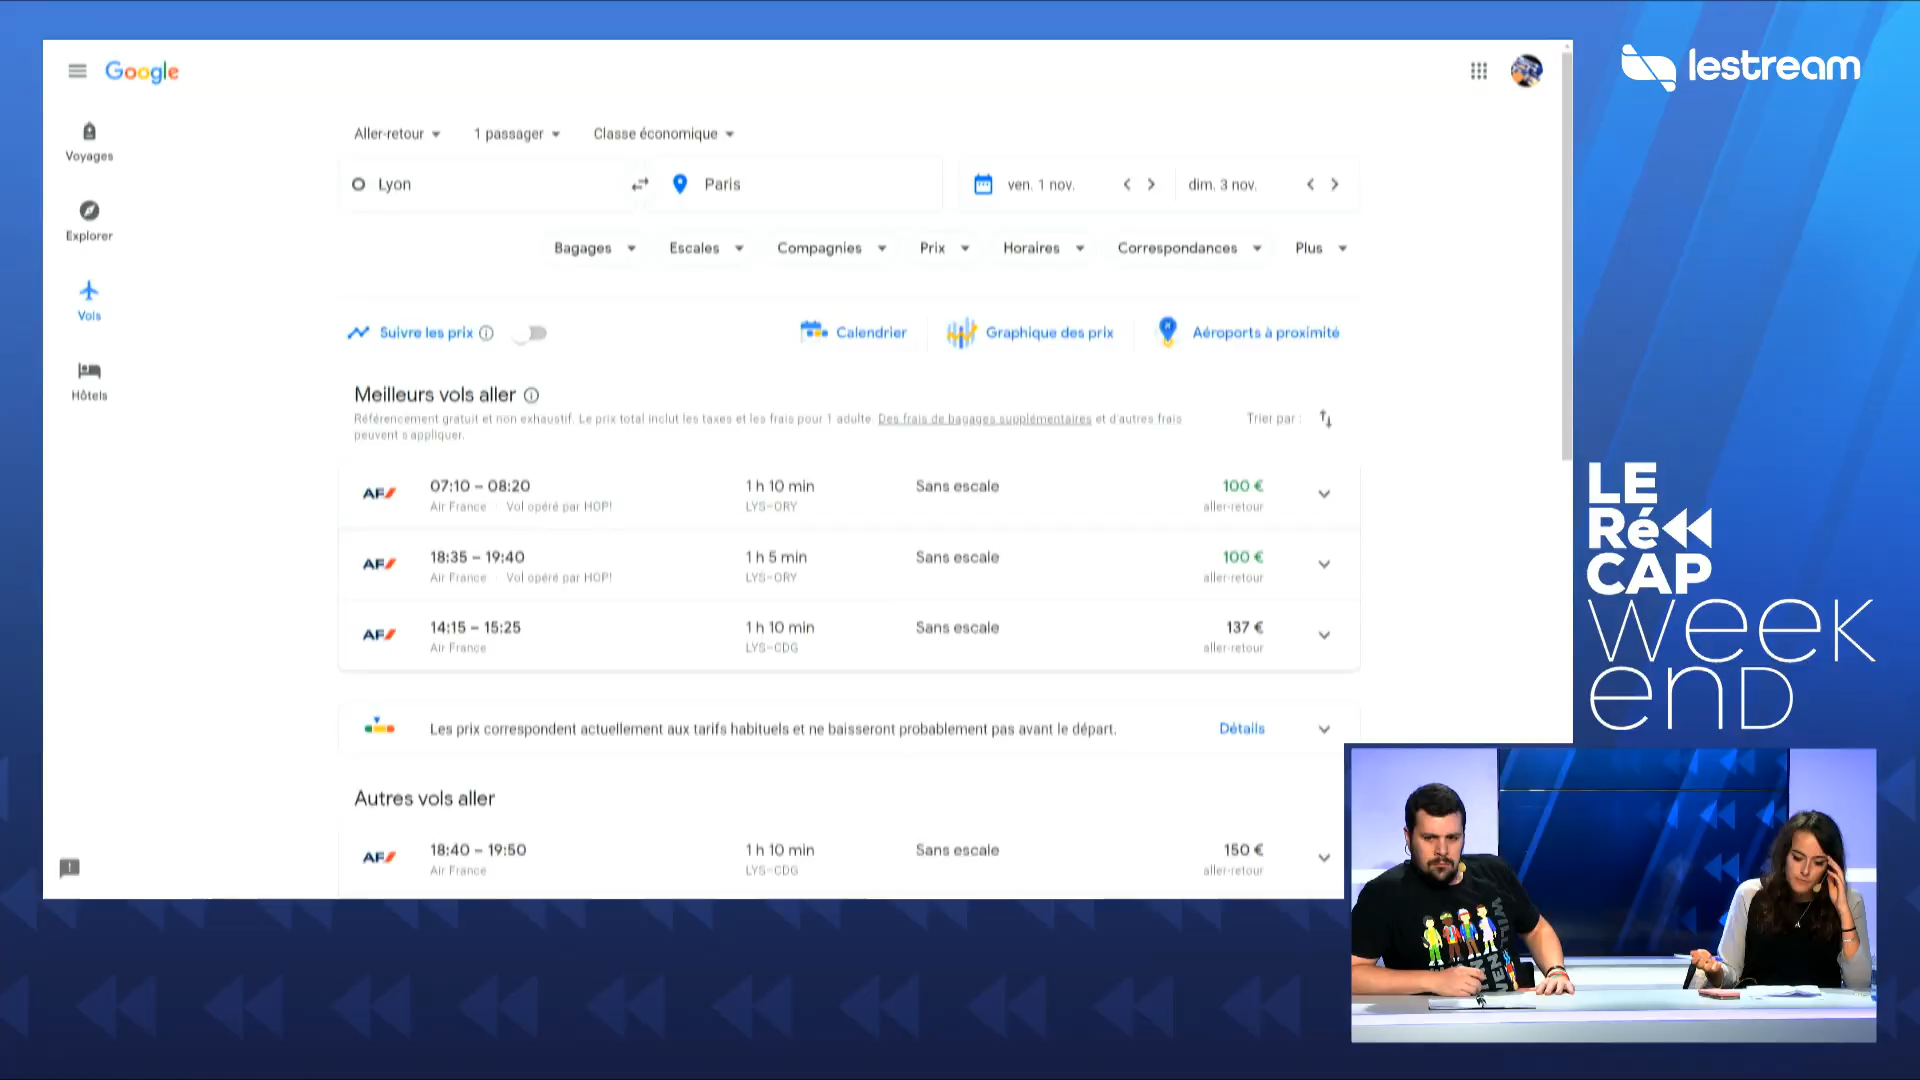 Google
lestream
Voyages
Explorer
Vols
Hôtels
Aller-retour
1 passager
Classe économique
Lyon
Paris
ven. 1 nov.
dim. 3 nov.
Bagages
Escales
Compagnies
Prix
Horaires
Correspondances
Plus
Suivre les prix
Calendrier
Graphique des prix
Aéroports à proximité
Meilleurs vols aller
Référencement gratuit et non exhaustif. Le prix total inclut les taxes et les frais pour 1 adulte. Des frais de bagages supplémentaires et d'autres frais
peuvent s'appliquer.
Trier par :
AF
07:10 – 08:20
1 h 10 min
Sans escale
100 €
Air France · Vol opéré par HOP!
LYS–ORY
aller-retour
AF
18:35 – 19:40
1 h 5 min
Sans escale
100 €
Air France · Vol opéré par HOP!
LYS–ORY
aller-retour
AF
14:15 – 15:25
1 h 10 min
Sans escale
137 €
Air France
LYS–CDG
aller-retour
Les prix correspondent actuellement aux tarifs habituels et ne baisseront probablement pas avant le départ.
Détails
Autres vols aller
AF
18:40 – 19:50
1 h 10 min
Sans escale
150 €
Air France
LYS–CDG
aller-retour
LE
Ré
CAP
week
end